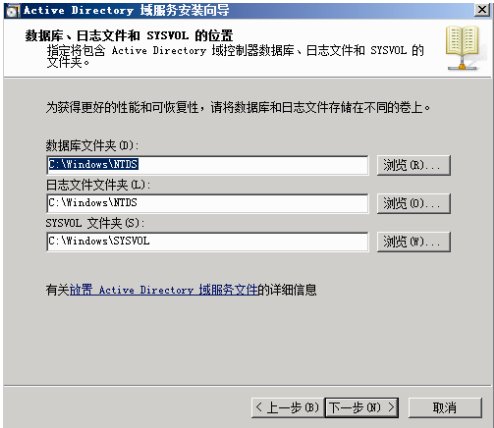 Active Directory 域服务安装向导
数据库、日志文件和 SYSVOL 的位置
指定将包含 Active Directory 域控制器数据库、日志文件和 SYSVOL 的
文件夹。
为获得更好的性能和可恢复性，请将数据库和日志文件存储在不同的卷上。
数据库文件夹(D):
C:\Windows\NTDS
浏览(R)...
日志文件文件夹(L):
C:\Windows\NTDS
浏览(O)...
SYSVOL 文件夹(S):
C:\Windows\SYSVOL
浏览(W)...
有关放置 Active Directory 域服务文件的详细信息
< 上一步(B) 下一步(N) > 取消